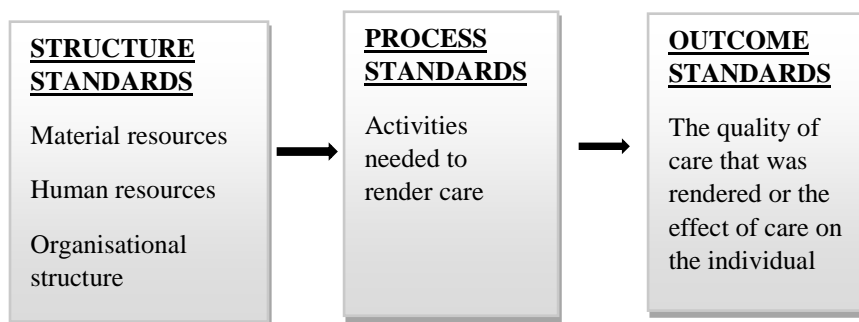 STRUCTURE
STANDARDS
Material resources
Human resources
Organisational
structure
PROCESS
STANDARDS
Activities
needed to
render care
OUTCOME
STANDARDS
The quality of
care that was
rendered or the
effect of care on
the individual